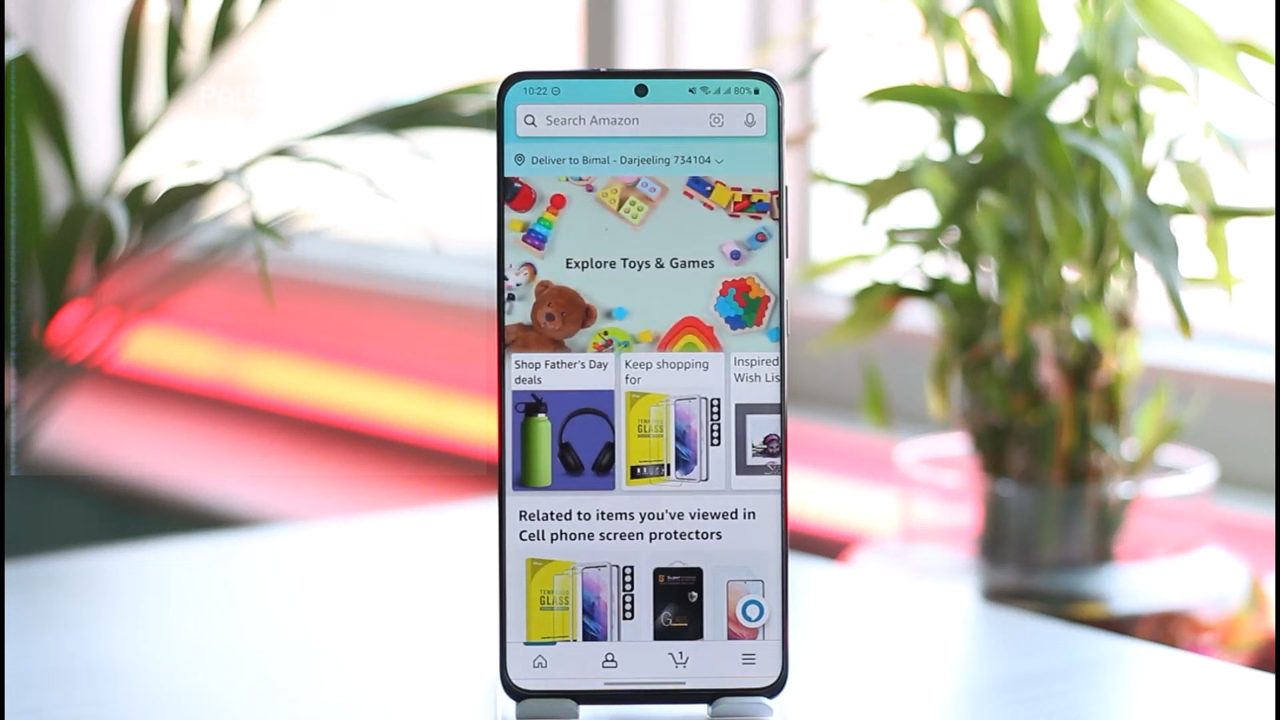 10:22
80%
Search Amazon
Deliver to Bimal - Darjeeling 734104
Explore Toys & Games
Shop Father's Day
deals
Keep shopping
for
Inspired
Wish Lis
GLASS
Related to items you've viewed in
Cell phone screen protectors
GLASS
1